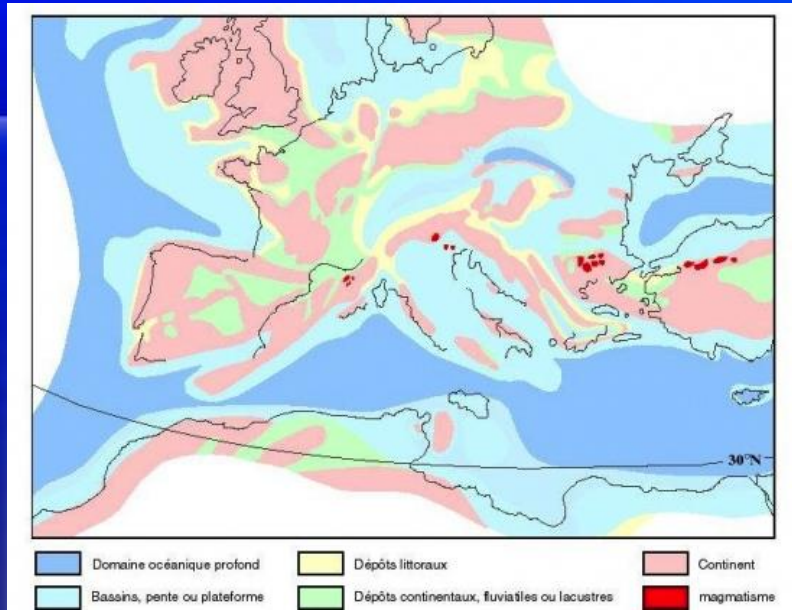 30°N
Domaine océanique profond
Dépôts littoraux
Continent
Bassins, pente ou plateforme
Dépôts continentaux, fluviatiles ou lacustres
magmatisme